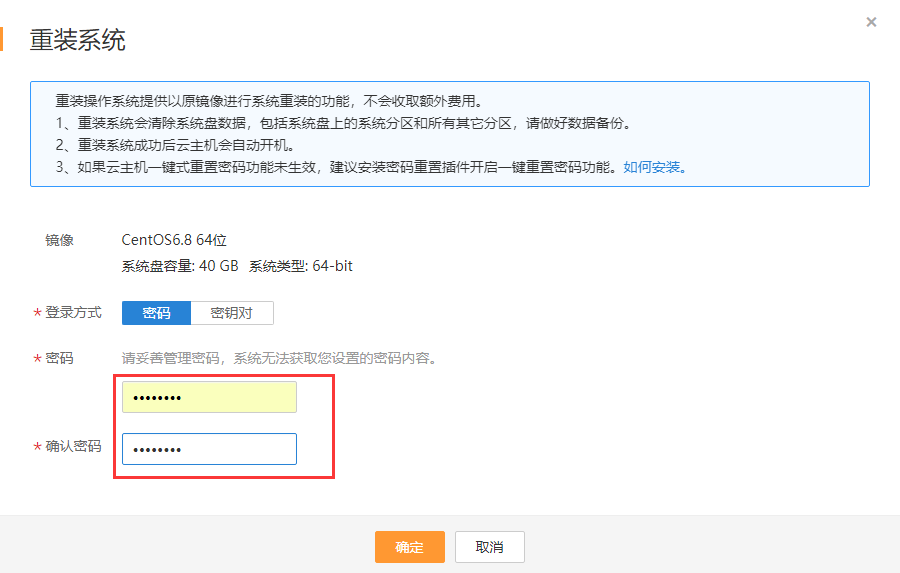 重装系统
×
重装操作系统提供以原镜像进行系统重装的功能，不会收取额外费用。
1、重装系统会清除系统盘数据，包括系统盘上的系统分区和所有其它分区，请做好数据备份。
2、重装系统成功后云主机会自动开机。
3、如果云主机一键式重置密码功能未生效，建议安装密码重置插件开启一键重置密码功能。如何安装。
镜像 CentOS6.8 64位
系统盘容量: 40 GB 系统类型: 64-bit
* 登录方式 密码 密钥对
* 密码 请妥善管理密码，系统无法获取您设置的密码内容。
••••••••
* 确认密码 ••••••••
确定 取消